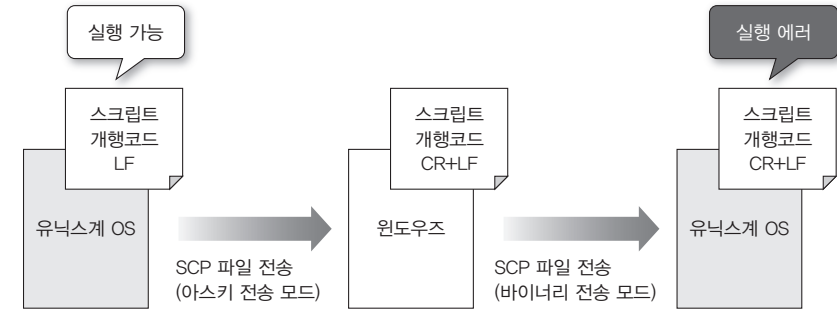 실행 가능
스크립트
개행코드
LF
유닉스계 OS
SCP 파일 전송
(아스키 전송 모드)
스크립트
개행코드
CR+LF
윈도우즈
SCP 파일 전송
(바이너리 전송 모드)
실행 에러
스크립트
개행코드
CR+LF
유닉스계 OS